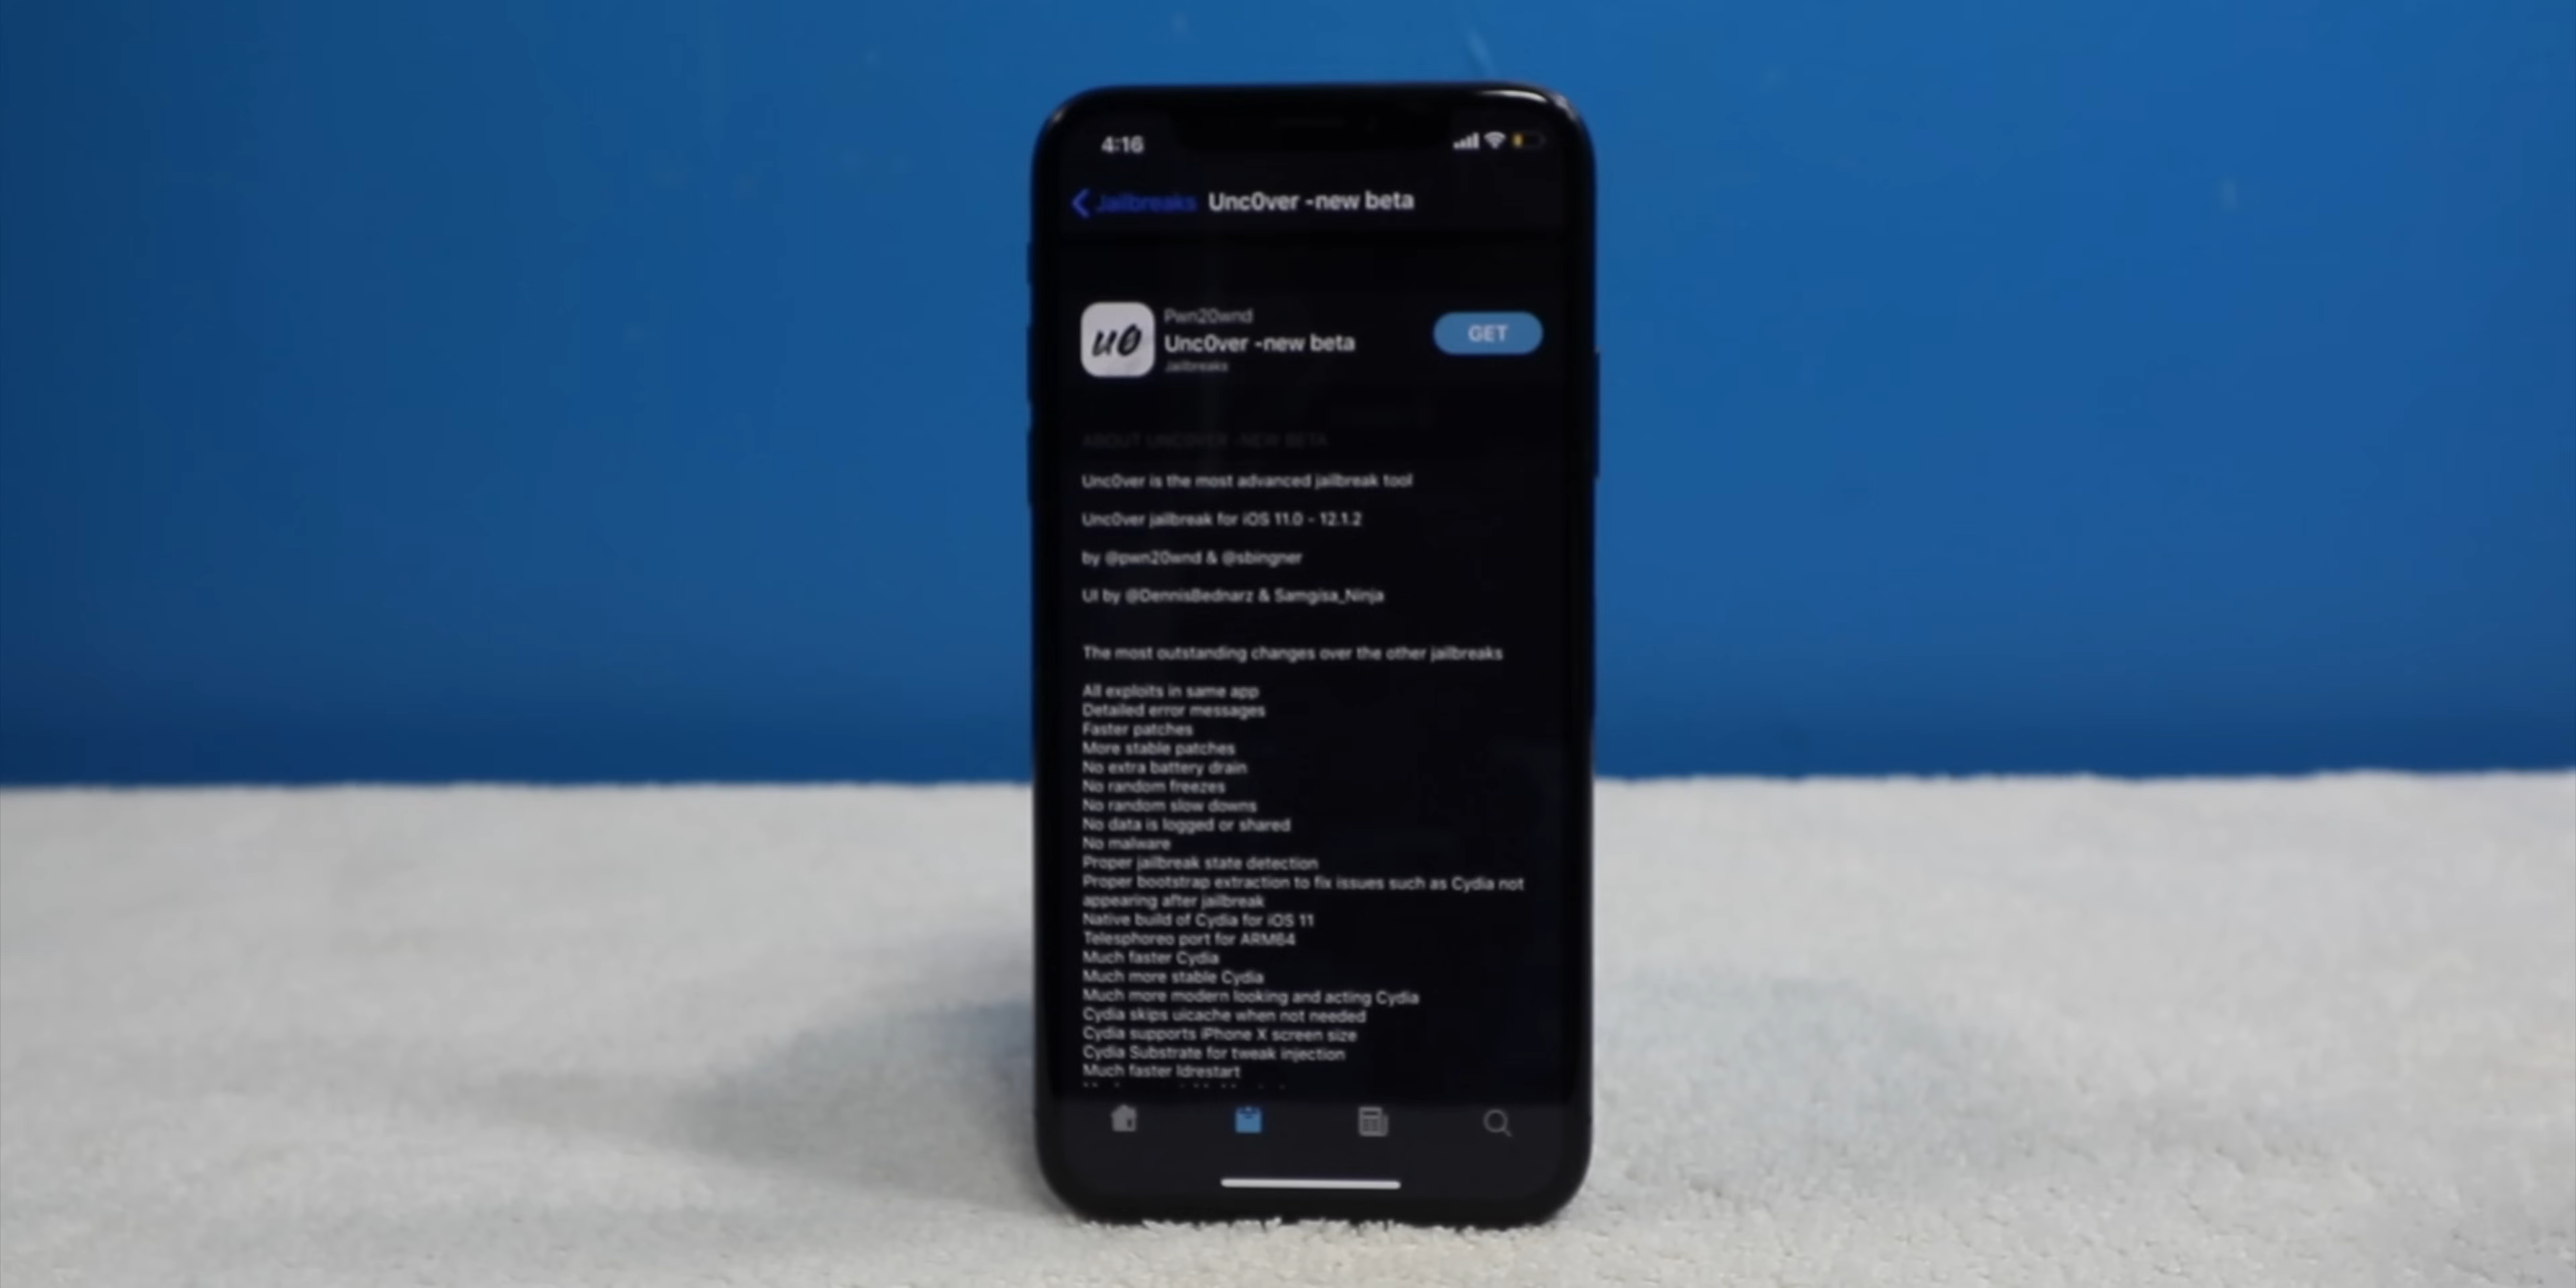 4:16
Jailbreaks Unc0ver -new beta
Pwn20wnd
u0
Unc0ver -new beta
GET
Jailbreaks
ABOUT UNC0VER -NEW BETA
Unc0ver is the most advanced jailbreak tool
Unc0ver jailbreak for iOS 11.0 - 12.1.2
by @pwn20wnd & @sbingner
UI by @DennisBednarz & Samgisa_Ninja
The most outstanding changes over the other jailbreaks
All exploits in same app
Detailed error messages
Faster patches
More stable patches
No extra battery drain
No random freezes
No random slow downs
No data is logged or shared
No malware
Proper jailbreak state detection
Proper bootstrap extraction to fix issues such as Cydia not
appearing after jailbreak
Native build of Cydia for iOS 11
Telesphoreo port for ARM64
Much faster Cydia
Much more stable Cydia
Much more modern looking and acting Cydia
Cydia skips uicache when not needed
Cydia supports iPhone X screen size
Cydia Substrate for tweak injection
Much faster ldrestart